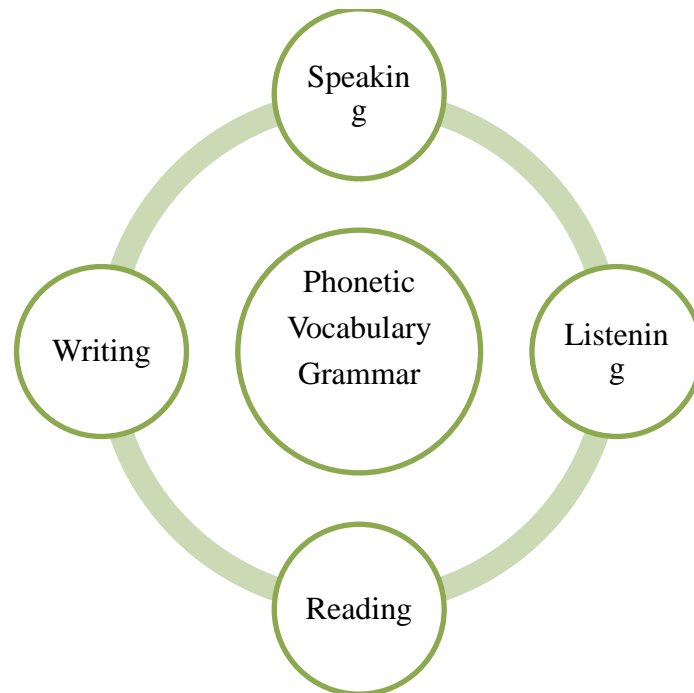 Speakin
g
Phonetic
Vocabulary
Grammar
Writing
Listenin
g
Reading